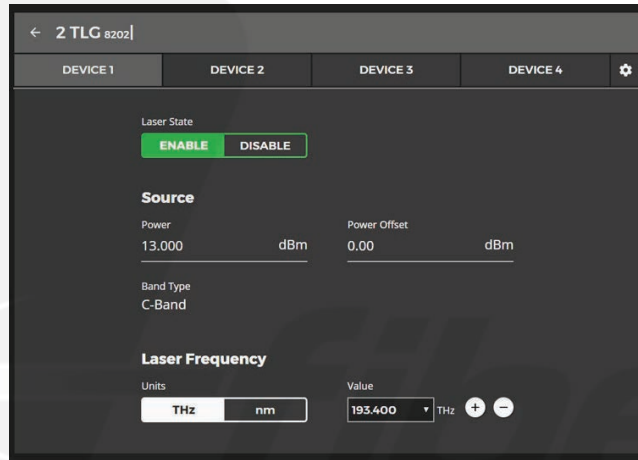 ← 2 TLG 8202
DEVICE 1 DEVICE 2 DEVICE 3 DEVICE 4
Laser State
ENABLE DISABLE
Source
Power Power Offset
13.000 dBm 0.00 dBm
Band Type
C-Band
Laser Frequency
Units Value
THz nm 193.400 THz + −